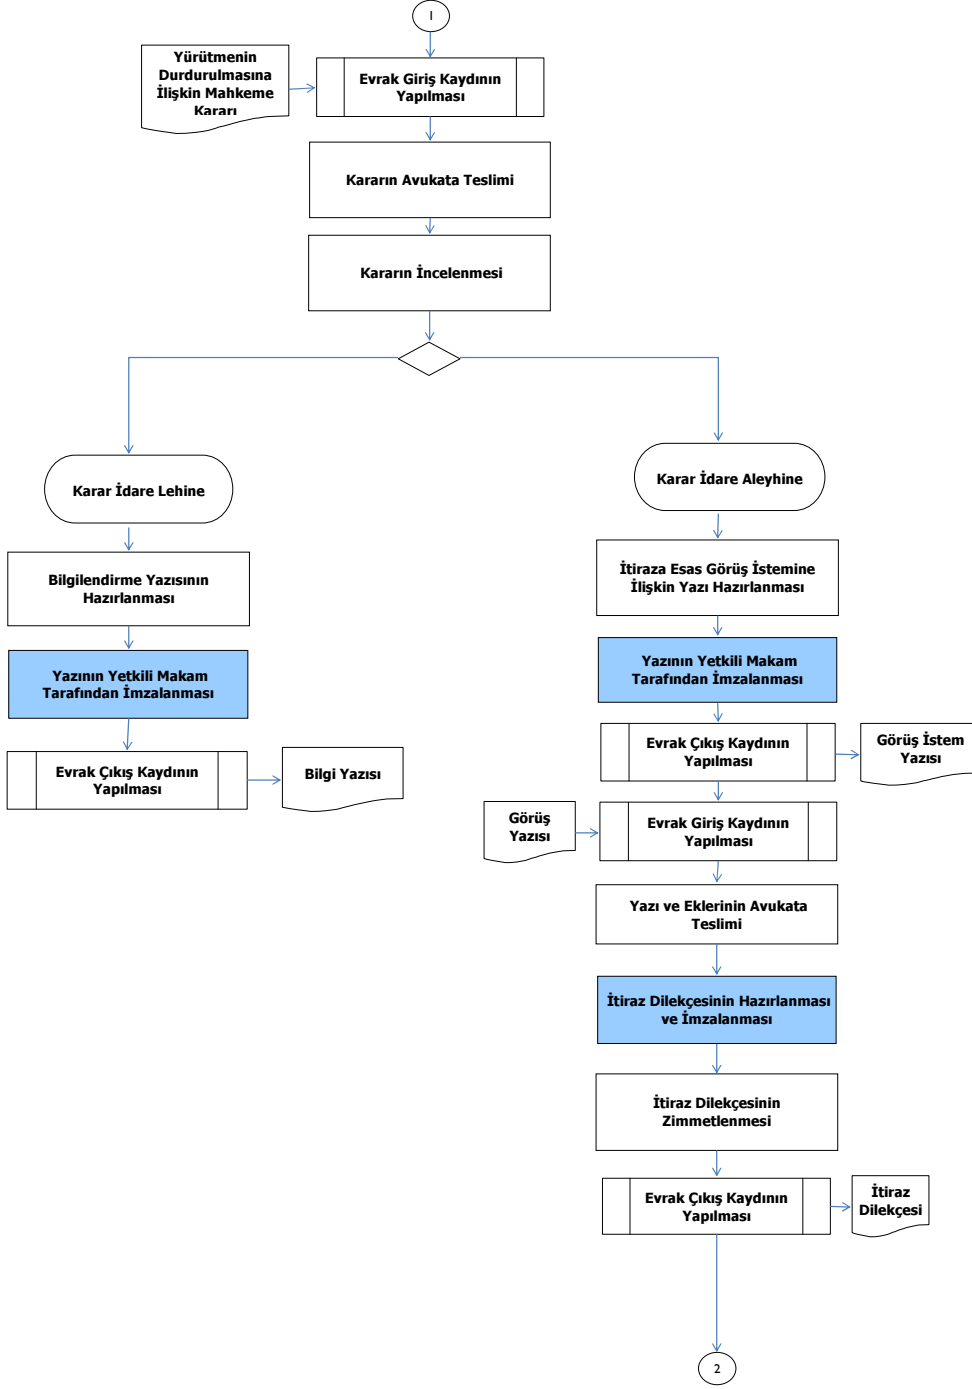 1
Yürütmenin
Durdurulmasına
İlişkin Mahkeme
Kararı
Evrak Giriş Kaydının
Yapılması
Kararın Avukata Teslimi
Kararın İncelenmesi
Karar İdare Lehine
Bilgilendirme Yazısının
Hazırlanması
Yazının Yetkili Makam
Tarafından İmzalanması
Evrak Çıkış Kaydının
Yapılması
Bilgi Yazısı
Karar İdare Aleyhine
İtiraza Esas Görüş İstemine
İlişkin Yazı Hazırlanması
Yazının Yetkili Makam
Tarafından İmzalanması
Evrak Çıkış Kaydının
Yapılması
Görüş İstem
Yazısı
Görüş
Yazısı
Evrak Giriş Kaydının
Yapılması
Yazı ve Eklerinin Avukata
Teslimi
İtiraz Dilekçesinin Hazırlanması
ve İmzalanması
İtiraz Dilekçesinin
Zimmetlenmesi
Evrak Çıkış Kaydının
Yapılması
İtiraz
Dilekçesi
2